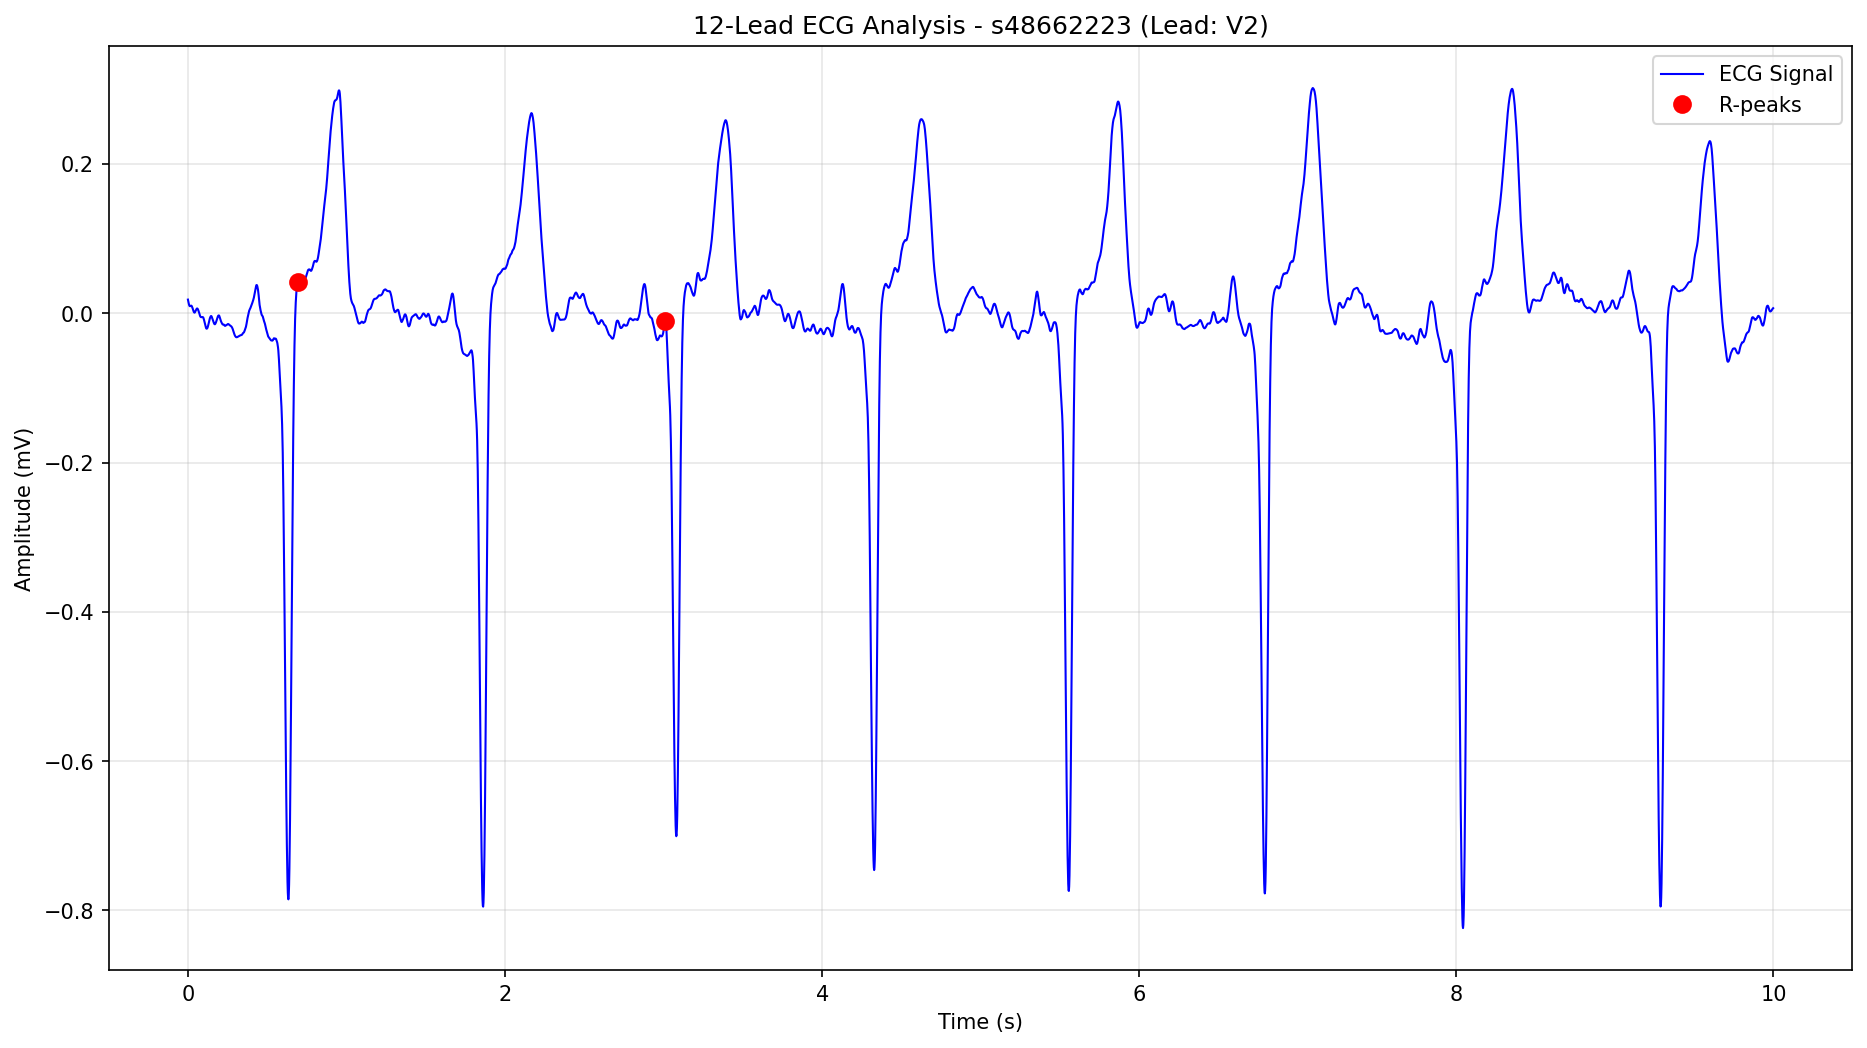 12-Lead ECG Analysis - s48662223 (Lead: V2)
ECG Signal
R-peaks
Amplitude (mV)
0.2
0.0
−0.2
−0.4
−0.6
−0.8
0 2 4 6 8 10
Time (s)